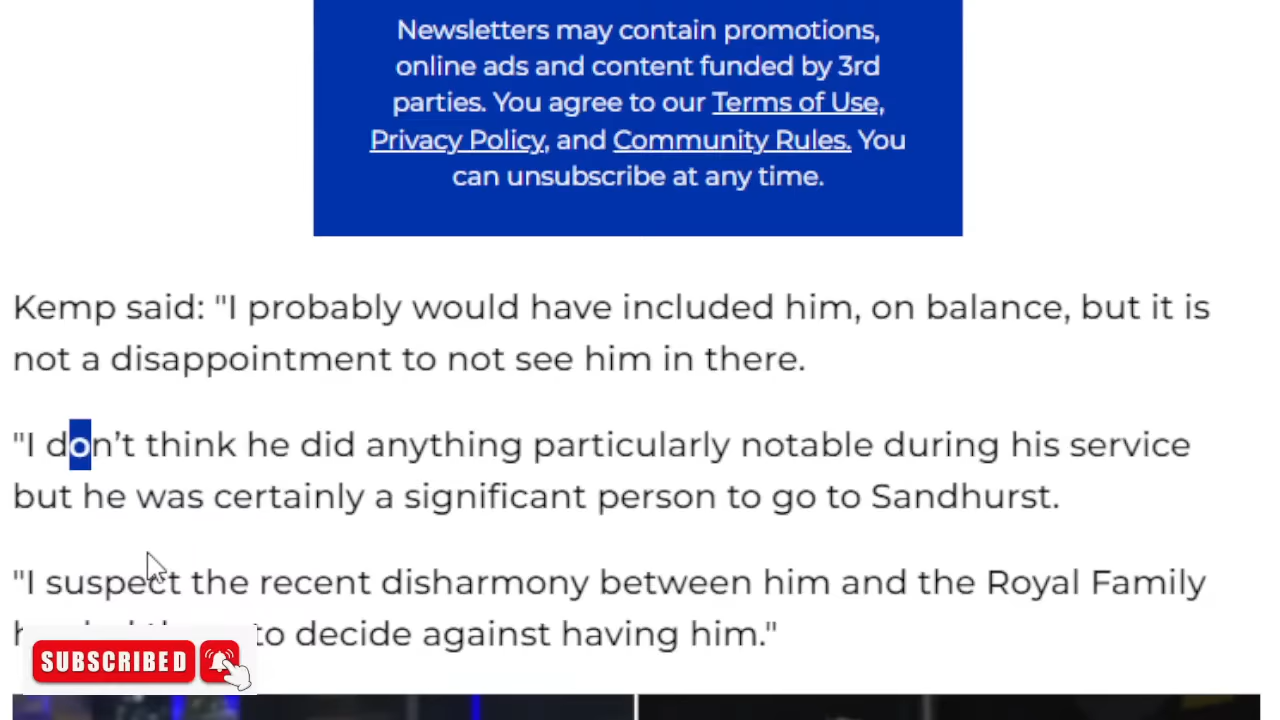 Newsletters may contain promotions,
online ads and content funded by 3rd
parties. You agree to our Terms of Use,
Privacy Policy, and Community Rules. You
can unsubscribe at any time.
Kemp said: "I probably would have included him, on balance, but it is
not a disappointment to not see him in there.
"I don’t think he did anything particularly notable during his service
but he was certainly a significant person to go to Sandhurst.
"I suspect the recent disharmony between him and the Royal Family
to decide against having him."
SUBSCRIBED